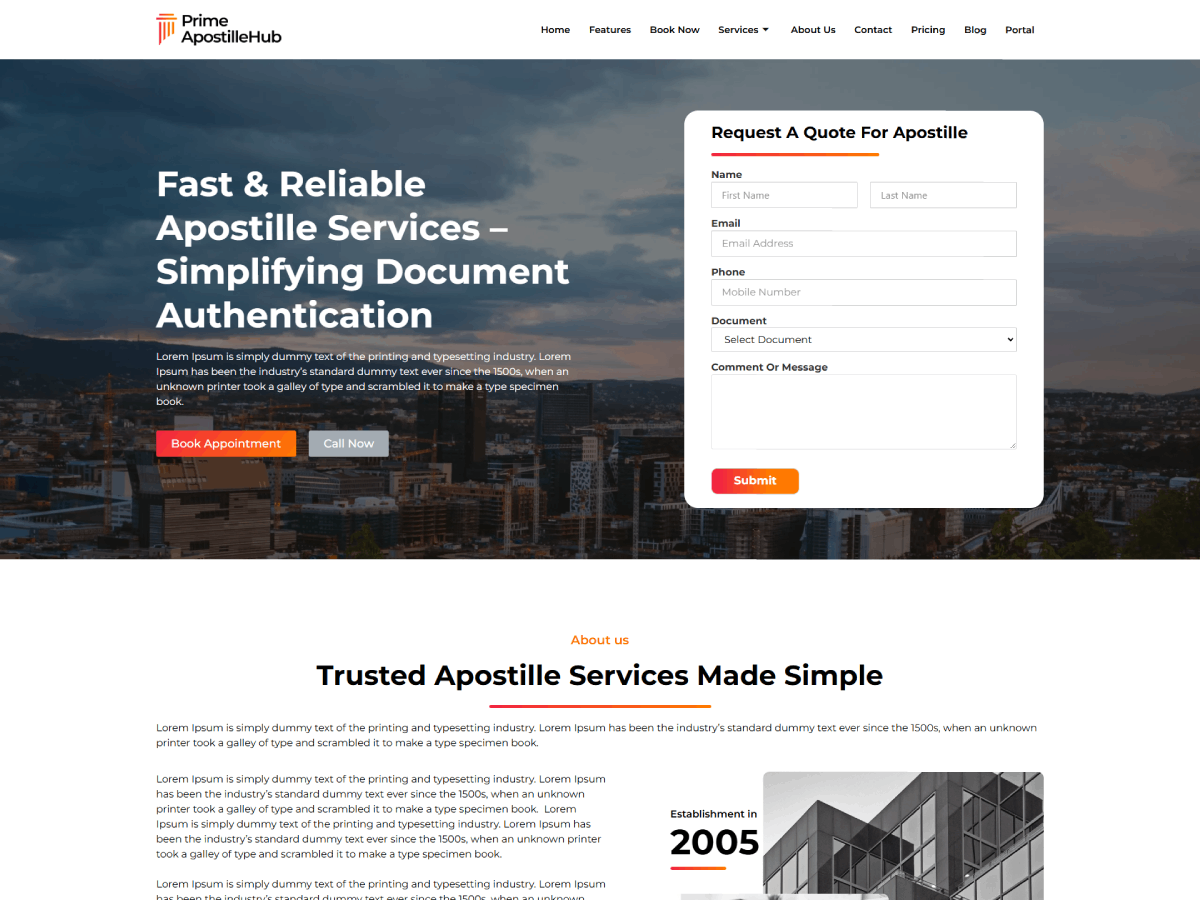 Prime
ApostilleHub
Home Features Book Now Services About Us Contact Pricing Blog Portal
Fast & Reliable
Apostille Services –
Simplifying Document
Authentication
Lorem Ipsum is simply dummy text of the printing and typesetting industry. Lorem
Ipsum has been the industry’s standard dummy text ever since the 1500s, when an
unknown printer took a galley of type and scrambled it to make a type specimen
book.
Book Appointment Call Now
Request A Quote For Apostille
Name
First Name Last Name
Email
Email Address
Phone
Mobile Number
Document
Select Document
Comment Or Message
Submit
About us
Trusted Apostille Services Made Simple
Lorem Ipsum is simply dummy text of the printing and typesetting industry. Lorem Ipsum has been the industry’s standard dummy text ever since the 1500s, when an unknown
printer took a galley of type and scrambled it to make a type specimen book.
Lorem Ipsum is simply dummy text of the printing and typesetting industry. Lorem Ipsum
has been the industry’s standard dummy text ever since the 1500s, when an unknown
printer took a galley of type and scrambled it to make a type specimen book. Lorem
Ipsum is simply dummy text of the printing and typesetting industry. Lorem Ipsum has
been the industry’s standard dummy text ever since the 1500s, when an unknown printer
took a galley of type and scrambled it to make a type specimen book.
Lorem Ipsum is simply dummy text of the printing and typesetting industry. Lorem Ipsum
has been the industry’s standard dummy text ever since the 1500s, when an unknown
Establishment in
2005